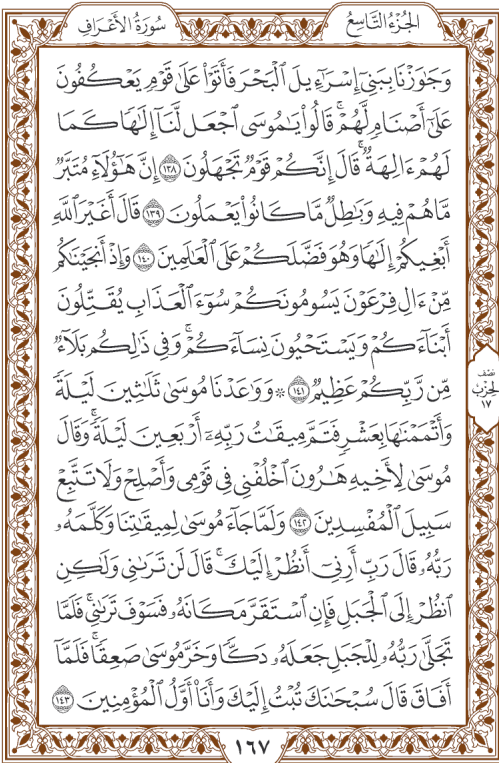 الجُزْءُ التَّاسِعُ
سُورَةُ الأَعْرَافِ
وَجَٰوَزْنَا بِبَنِىٓ إِسْرَٰٓءِيلَ ٱلْبَحْرَ فَأَتَوْا۟ عَلَىٰ قَوْمٍ يَعْكُفُونَ
عَلَىٰٓ أَصْنَامٍ لَّهُمْ ۚ قَالُوا۟ يَٰمُوسَى ٱجْعَل لَّنَآ إِلَٰهًا كَمَا
لَهُمْ ءَالِهَةٌ ۚ قَالَ إِنَّكُمْ قَوْمٌ تَجْهَلُونَ ١٣٨ إِنَّ هَٰٓؤُلَآءِ مُتَبَّرٌ
مَّا هُمْ فِيهِ وَبَٰطِلٌ مَّا كَانُوا۟ يَعْمَلُونَ ١٣٩ قَالَ أَغَيْرَ ٱللَّهِ
أَبْغِيكُمْ إِلَٰهًا وَهُوَ فَضَّلَكُمْ عَلَى ٱلْعَٰلَمِينَ ١٤٠ وَإِذْ أَنجَيْنَٰكُم
مِّنْ ءَالِ فِرْعَوْنَ يَسُومُونَكُمْ سُوٓءَ ٱلْعَذَابِ يُقَتِّلُونَ
أَبْنَآءَكُمْ وَيَسْتَحْيُونَ نِسَآءَكُمْ ۚ وَفِى ذَٰلِكُم بَلَآءٌ
مِّن رَّبِّكُمْ عَظِيمٌ ١٤١ ۞ وَوَٰعَدْنَا مُوسَىٰ ثَلَٰثِينَ لَيْلَةً
وَأَتْمَمْنَٰهَا بِعَشْرٍ فَتَمَّ مِيقَٰتُ رَبِّهِۦٓ أَرْبَعِينَ لَيْلَةً ۚ وَقَالَ
مُوسَىٰ لِأَخِيهِ هَٰرُونَ ٱخْلُفْنِى فِى قَوْمِى وَأَصْلِحْ وَلَا تَتَّبِعْ
سَبِيلَ ٱلْمُفْسِدِينَ ١٤٢ وَلَمَّا جَآءَ مُوسَىٰ لِمِيقَٰتِنَا وَكَلَّمَهُۥ
رَبُّهُۥ قَالَ رَبِّ أَرِنِىٓ أَنظُرْ إِلَيْكَ ۚ قَالَ لَن تَرَىٰنِى وَلَٰكِنِ
ٱنظُرْ إِلَى ٱلْجَبَلِ فَإِنِ ٱسْتَقَرَّ مَكَانَهُۥ فَسَوْفَ تَرَىٰنِى ۚ فَلَمَّا
تَجَلَّىٰ رَبُّهُۥ لِلْجَبَلِ جَعَلَهُۥ دَكًّا وَخَرَّ مُوسَىٰ صَعِقًا ۚ فَلَمَّآ
أَفَاقَ قَالَ سُبْحَٰنَكَ تُبْتُ إِلَيْكَ وَأَنَا۠ أَوَّلُ ٱلْمُؤْمِنِينَ ١٤٣
نصف
الحزب
١٧
١٦٧